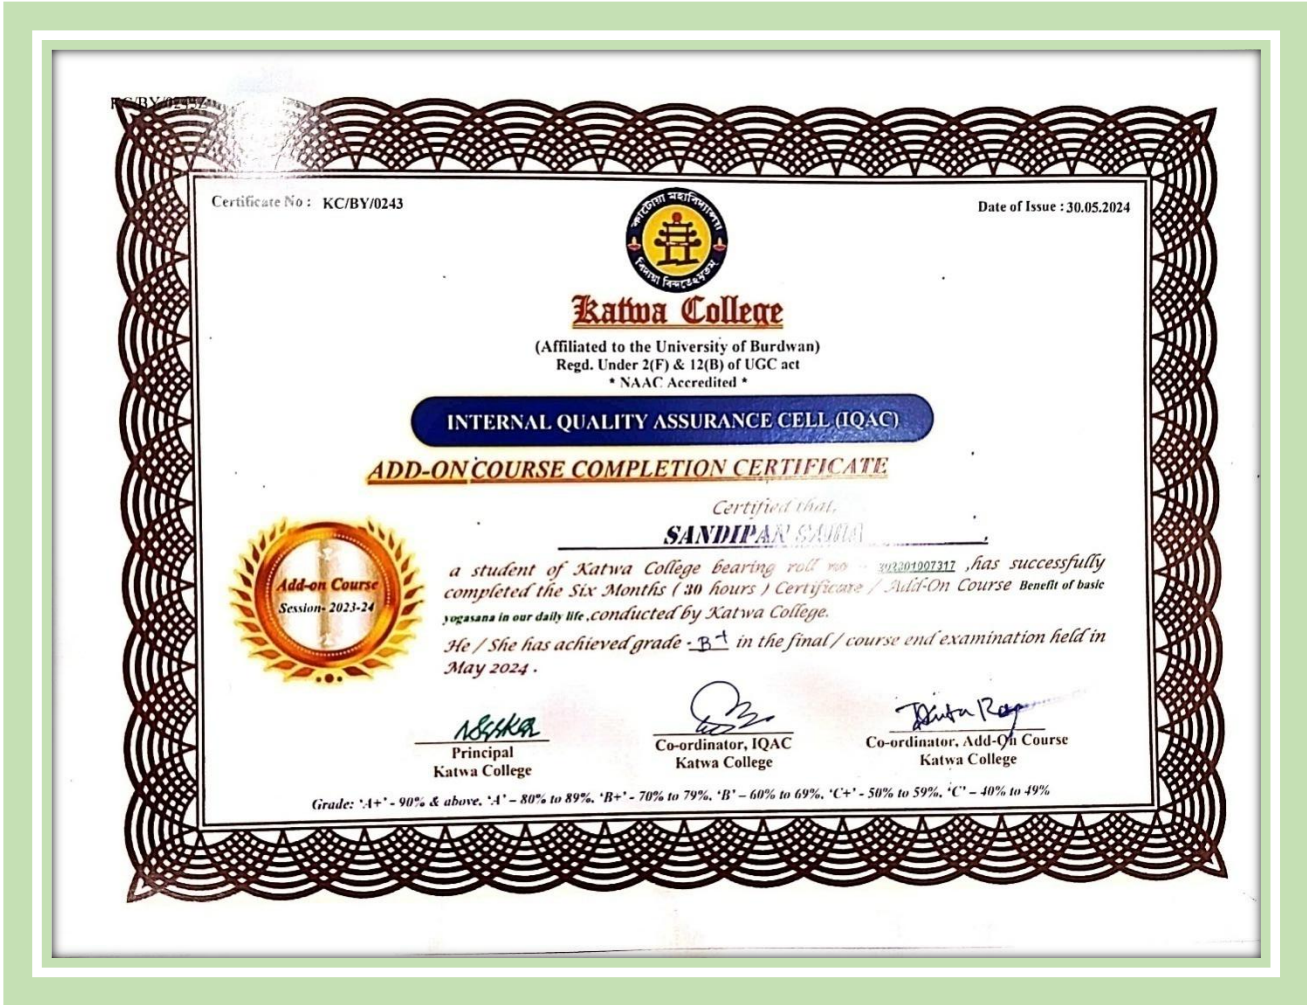 Certificate No : KC/BY/0243
Date of Issue : 30.05.2024
কাটোয়া মহাবিদ্যালয়
Katwa College
(Affiliated to the University of Burdwan)
Regd. Under 2(F) & 12(B) of UGC act
* NAAC Accredited *
INTERNAL QUALITY ASSURANCE CELL (IQAC)
ADD-ON COURSE COMPLETION CERTIFICATE
Certified that,
SANDIPAN
a student of Katwa College bearing roll no - ,has successfully
completed the Six Months ( 30 hours ) Certificate / Add-On Course Benefit of basic
yogasana in our daily life ,conducted by Katwa College.
He / She has achieved grade - B+ in the final / course end examination held in
May 2024 .
Add-on Course
Session- 2023-24
Principal
Katwa College
Co-ordinator, IQAC
Katwa College
Co-ordinator, Add-On Course
Katwa College
Grade: 'A+' - 90% & above, 'A' – 80% to 89%, 'B+' - 70% to 79%, 'B' – 60% to 69%, 'C+' - 50% to 59%, 'C' – 40% to 49%